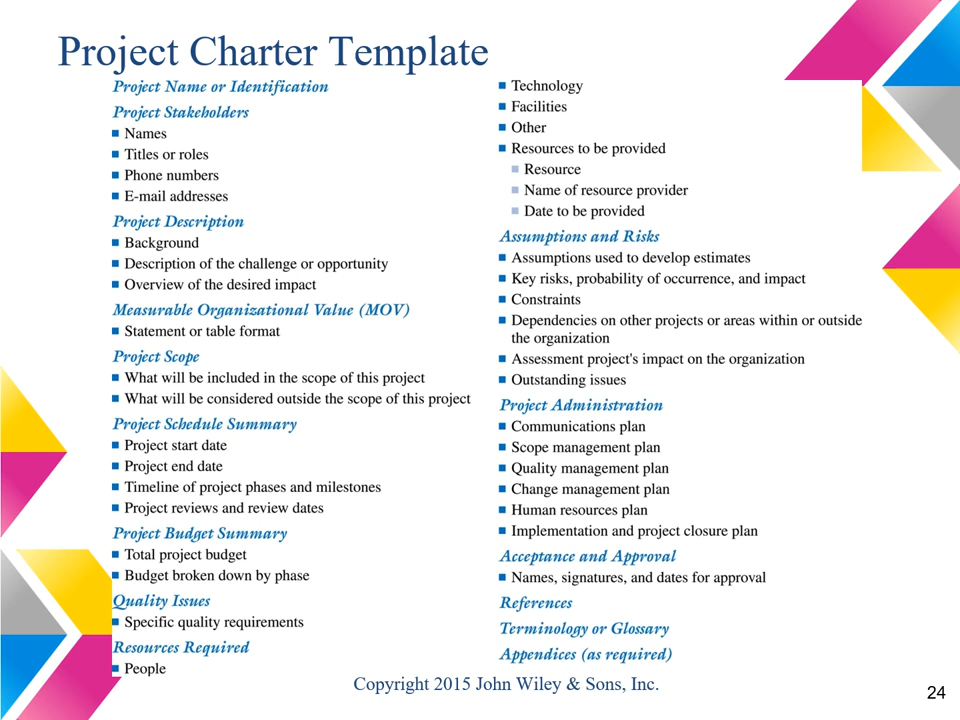 Project Charter Template
Project Name or Identification
Project Stakeholders
Names
Titles or roles
Phone numbers
E-mail addresses
Project Description
Background
Description of the challenge or opportunity
Overview of the desired impact
Measurable Organizational Value (MOV)
Statement or table format
Project Scope
What will be included in the scope of this project
What will be considered outside the scope of this project
Project Schedule Summary
Project start date
Project end date
Timeline of project phases and milestones
Project reviews and review dates
Project Budget Summary
Total project budget
Budget broken down by phase
Quality Issues
Specific quality requirements
Resources Required
People
Technology
Facilities
Other
Resources to be provided
Resource
Name of resource provider
Date to be provided
Assumptions and Risks
Assumptions used to develop estimates
Key risks, probability of occurrence, and impact
Constraints
Dependencies on other projects or areas within or outside
the organization
Assessment project's impact on the organization
Outstanding issues
Project Administration
Communications plan
Scope management plan
Quality management plan
Change management plan
Human resources plan
Implementation and project closure plan
Acceptance and Approval
Names, signatures, and dates for approval
References
Terminology or Glossary
Appendices (as required)
Copyright 2015 John Wiley & Sons, Inc.
24